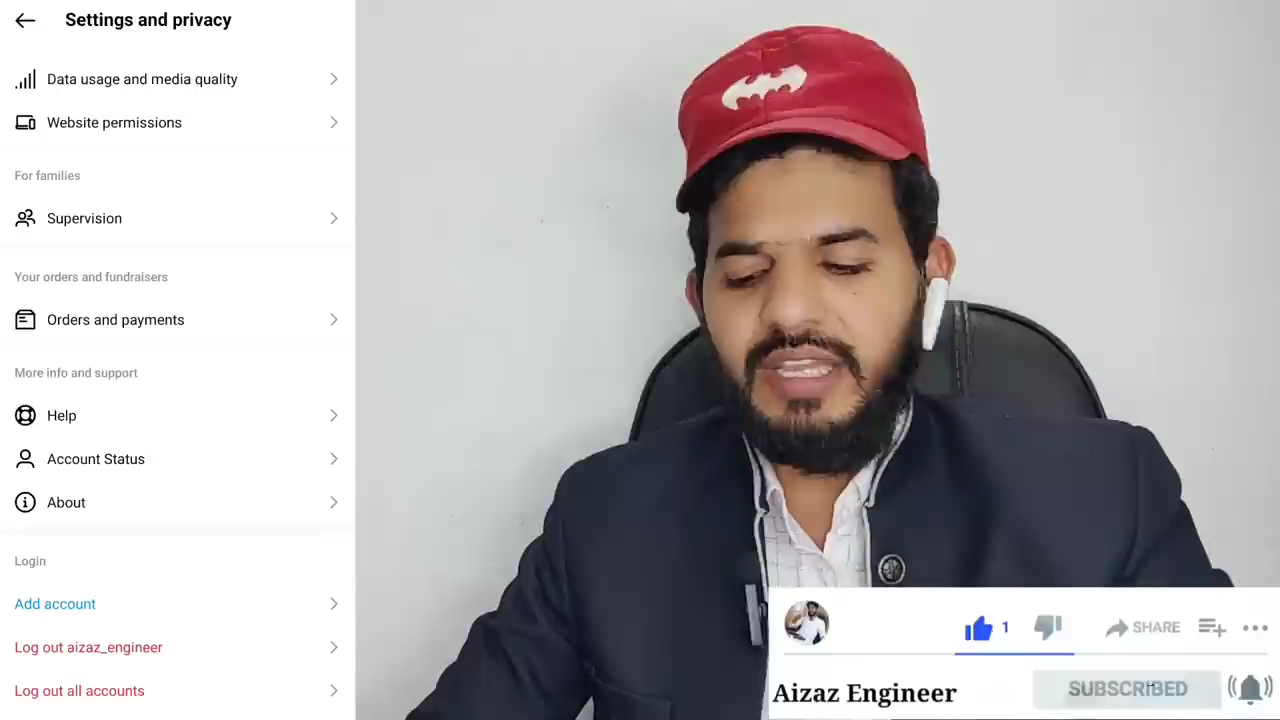 Settings and privacy
Data usage and media quality
Website permissions
For families
Supervision
Your orders and fundraisers
Orders and payments
More info and support
Help
Account Status
About
Login
Add account
Log out aizaz_engineer
Log out all accounts
1
SHARE
Aizaz Engineer
SUBSCRIBED